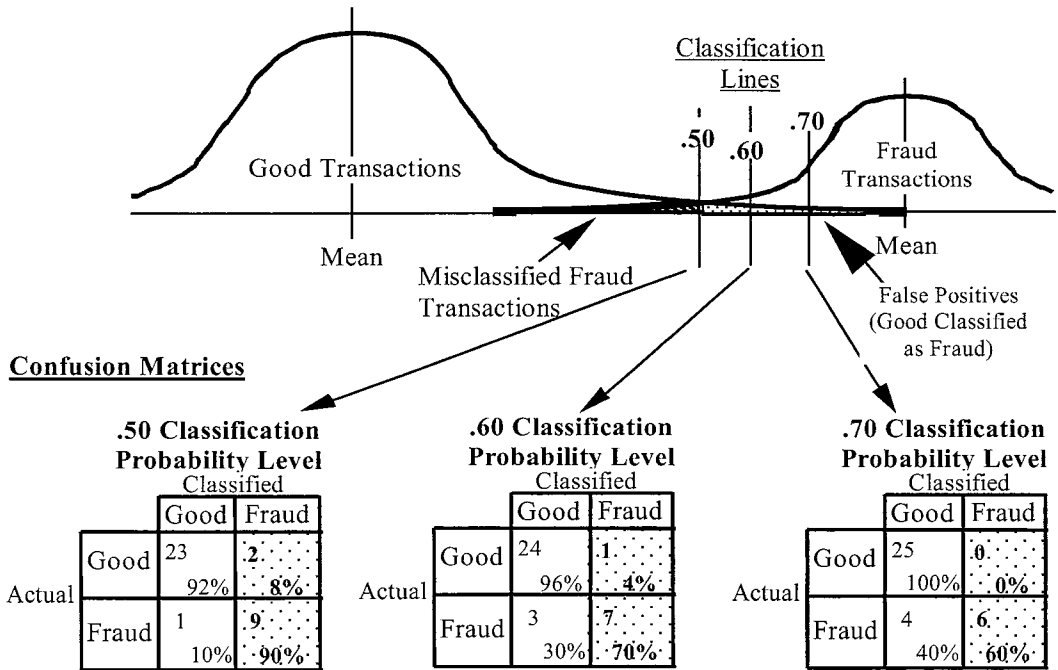 Classification
Lines
.50
.60
.70
Good Transactions
Fraud
Transactions
Mean
Mean
Misclassified Fraud
Transactions
False Positives
(Good Classified
as Fraud)
Confusion Matrices
.50 Classification
Probability Level
Classified
Good Fraud
Actual
Good 23 2
92% 8%
Fraud 1 9
10% 90%
.60 Classification
Probability Level
Classified
Good Fraud
Actual
Good 24 1
96% 4%
Fraud 3 7
30% 70%
.70 Classification
Probability Level
Classified
Good Fraud
Actual
Good 25 0
100% 0%
Fraud 4 6
40% 60%